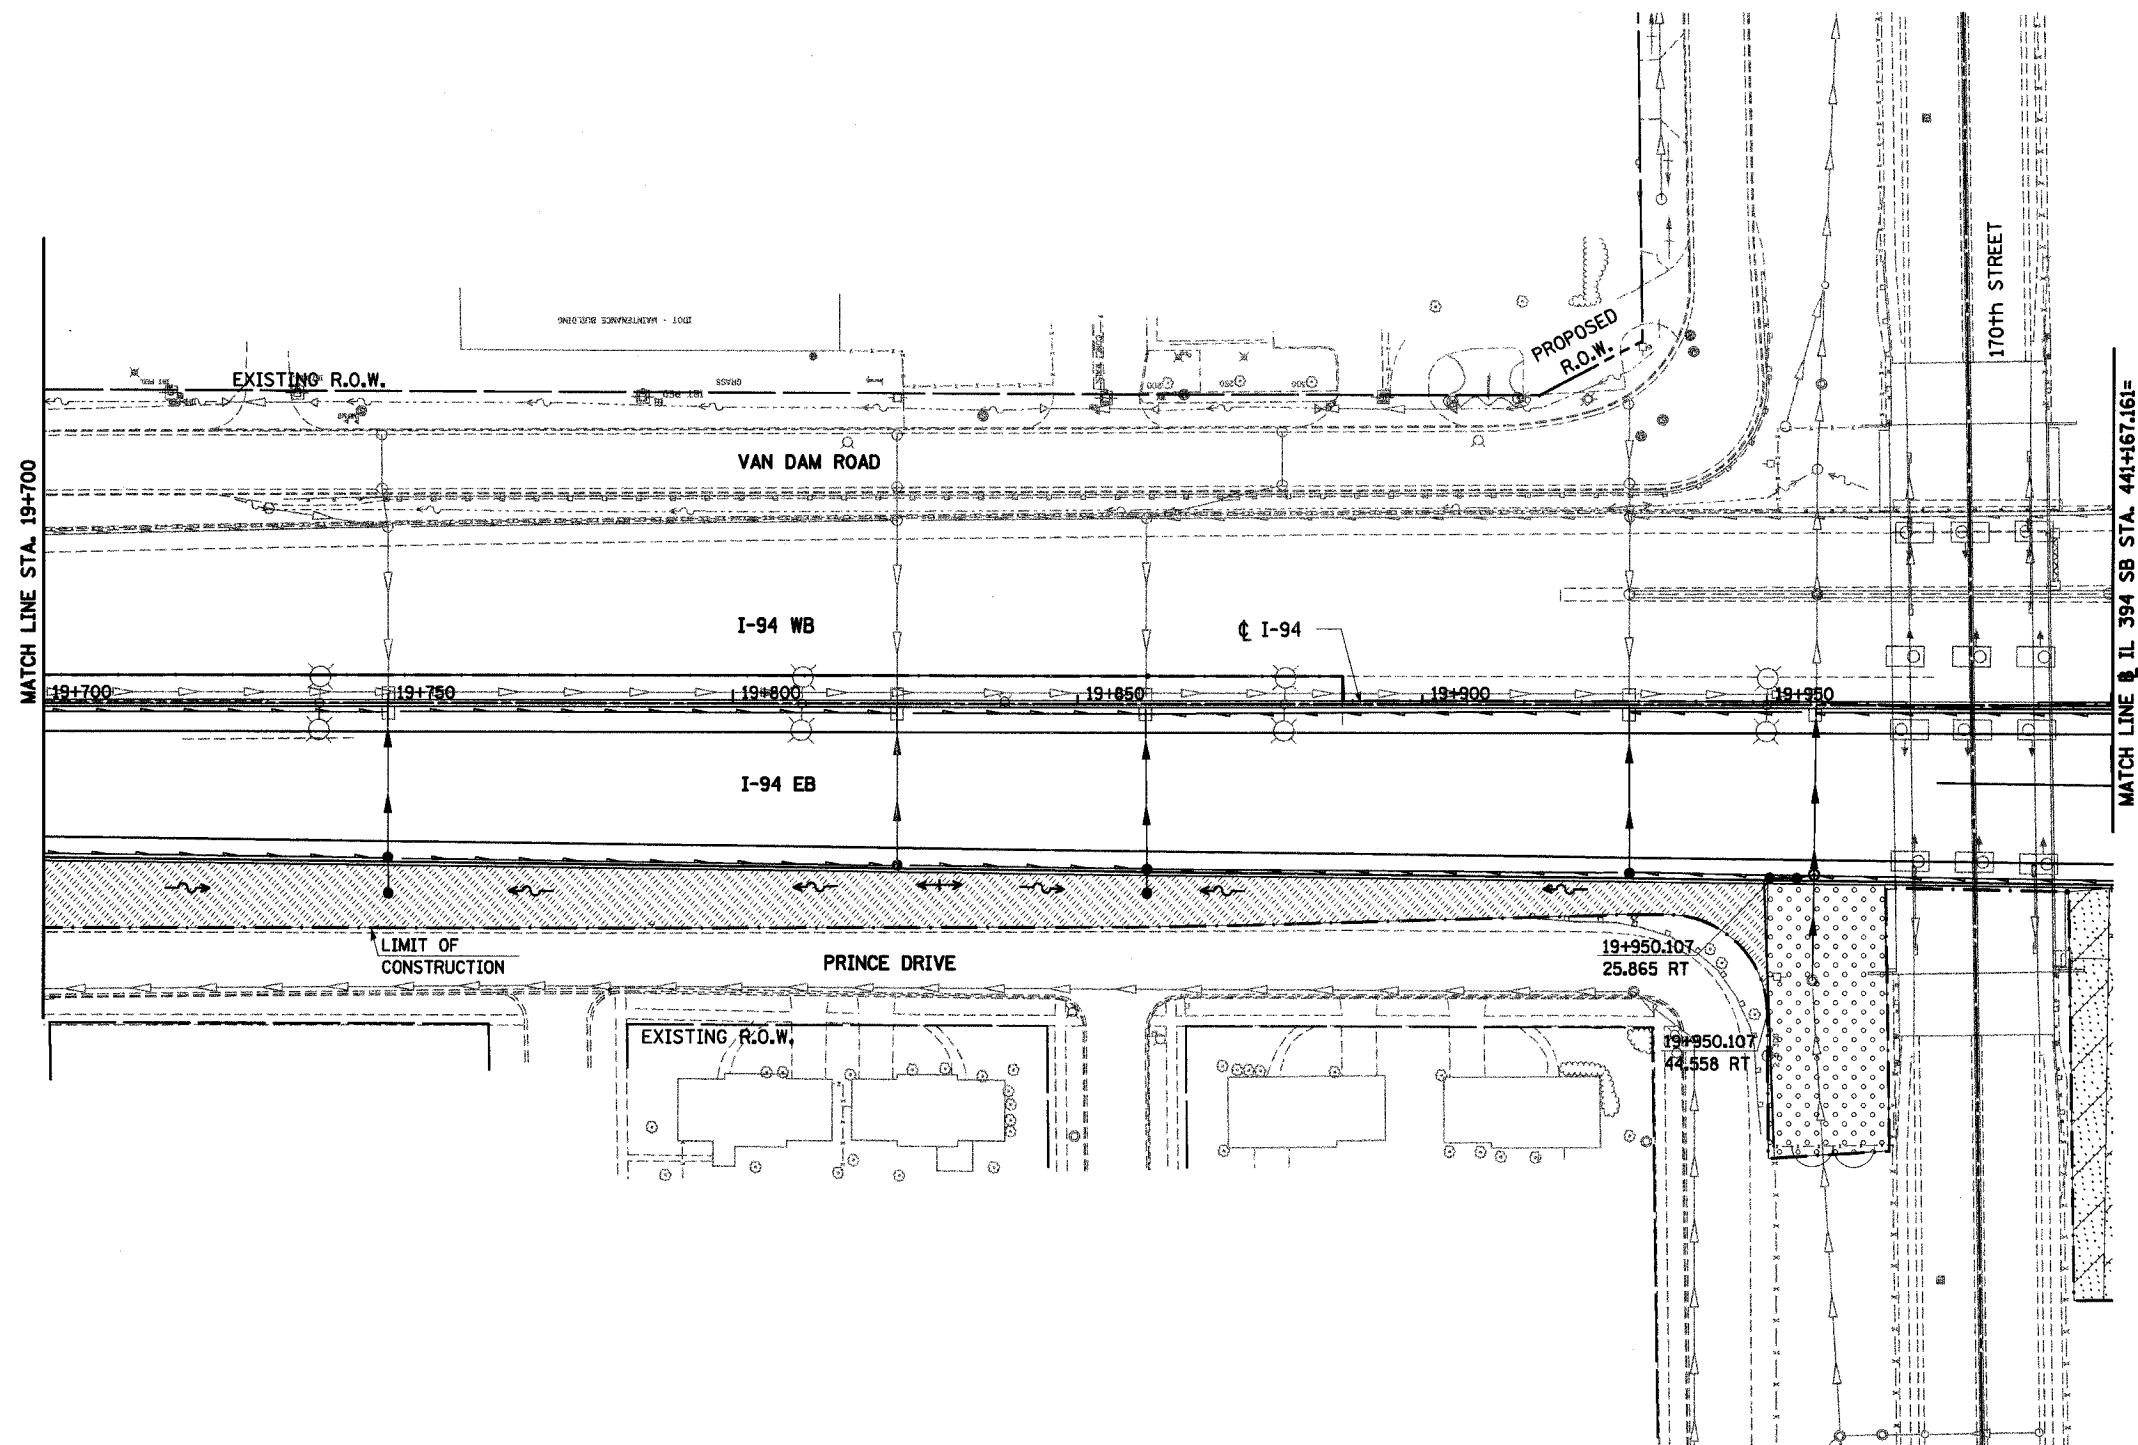 170th STREET
IDOT - MAINTENANCE BUILDING
PROPOSED
R.O.W.
EXISTING R.O.W.
GRASS
200
250
300
VAN DAM ROAD
MATCH LINE STA. 19+700
MATCH LINE B IL 394 SB STA. 441+167.161=
I-94 WB
℄ I-94
19+700
19+750
19+800
19+850
19+900
19+950
I-94 EB
LIMIT OF
CONSTRUCTION
PRINCE DRIVE
19+950.107
25.865 RT
EXISTING R.O.W.
19+950.107
44.558 RT